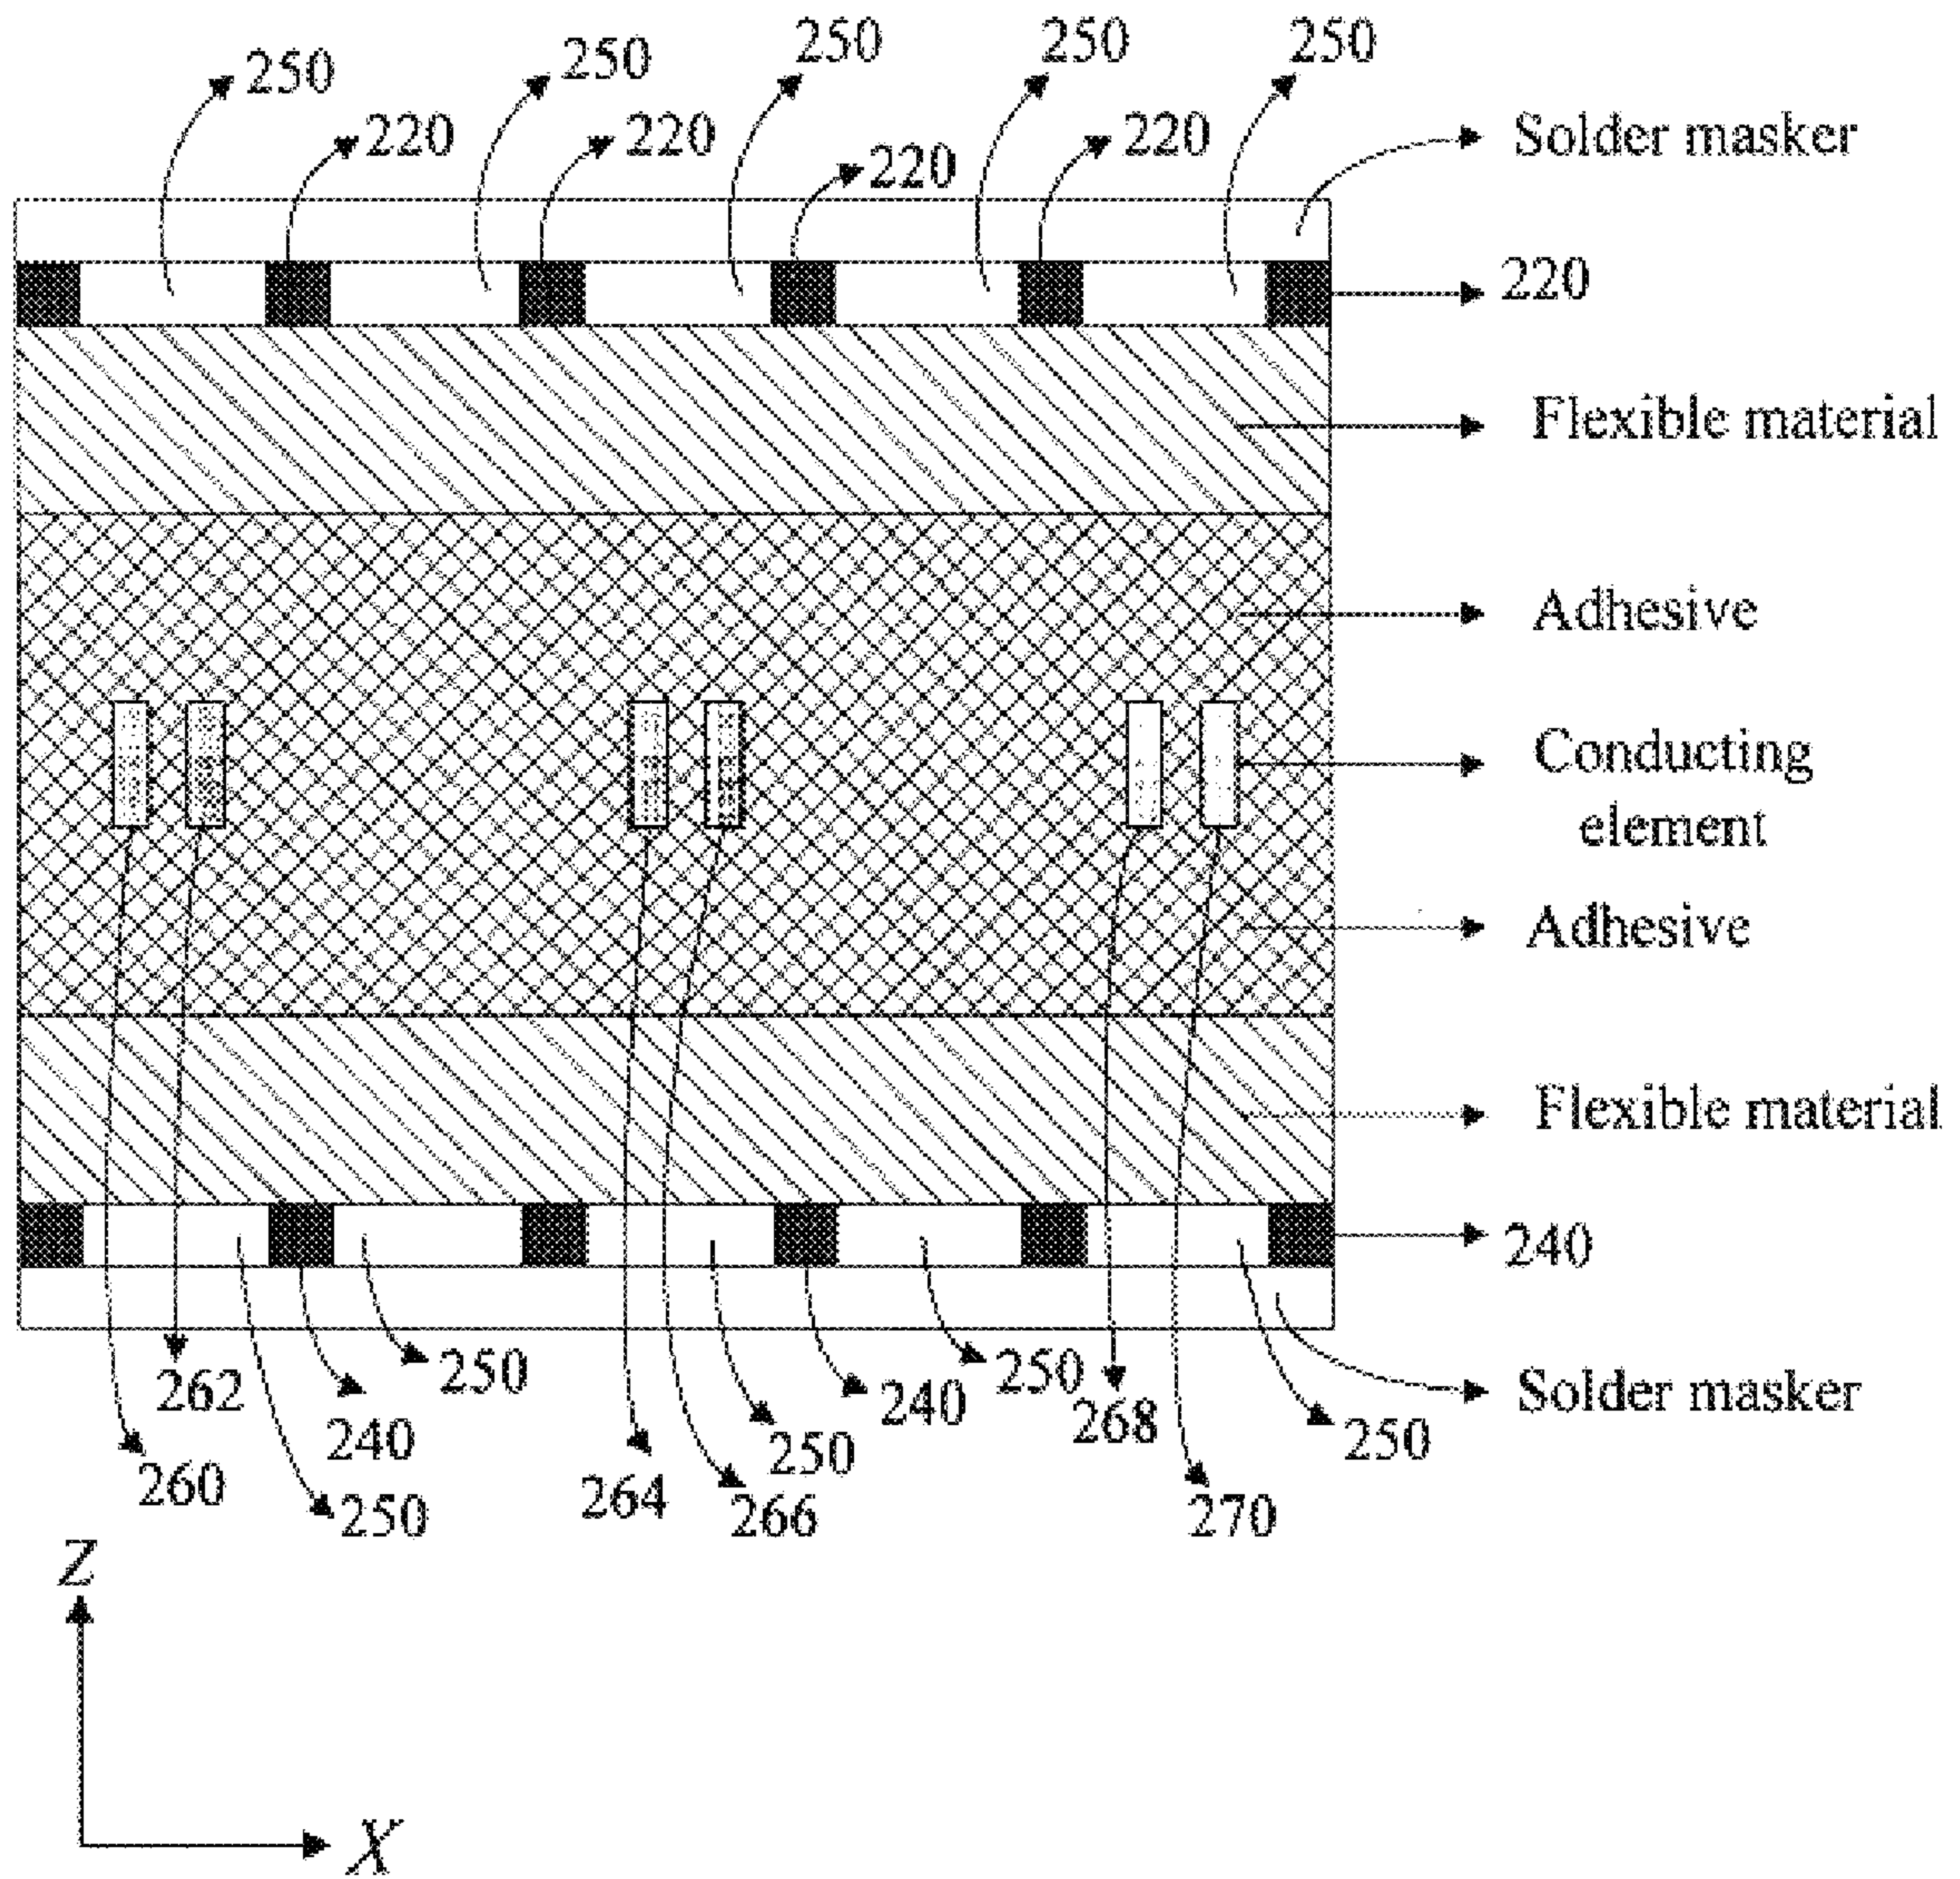 250 250 250 250 250
220 220 220 220
Solder masker
220
Flexible material
Adhesive
Conducting
element
Adhesive
Flexible material
240
Solder masker
262 250 250 268
240 240 250 250
260 250 264 266 270
Z
X